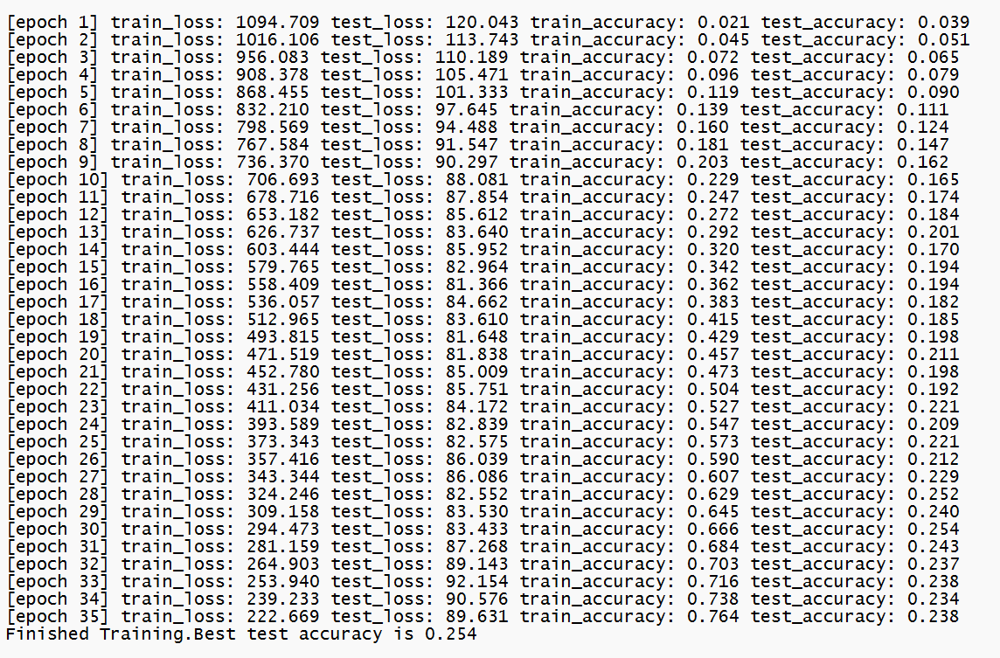 [epoch 1] train_loss: 1094.709 test_loss: 120.043 train_accuracy: 0.021 test_accuracy: 0.039
[epoch 2] train_loss: 1016.106 test_loss: 113.743 train_accuracy: 0.045 test_accuracy: 0.051
[epoch 3] train_loss: 956.083 test_loss: 110.189 train_accuracy: 0.072 test_accuracy: 0.065
[epoch 4] train_loss: 908.378 test_loss: 105.471 train_accuracy: 0.096 test_accuracy: 0.079
[epoch 5] train_loss: 868.455 test_loss: 101.333 train_accuracy: 0.119 test_accuracy: 0.090
[epoch 6] train_loss: 832.210 test_loss: 97.645 train_accuracy: 0.139 test_accuracy: 0.111
[epoch 7] train_loss: 798.569 test_loss: 94.488 train_accuracy: 0.160 test_accuracy: 0.124
[epoch 8] train_loss: 767.584 test_loss: 91.547 train_accuracy: 0.181 test_accuracy: 0.147
[epoch 9] train_loss: 736.370 test_loss: 90.297 train_accuracy: 0.203 test_accuracy: 0.162
[epoch 10] train_loss: 706.693 test_loss: 88.081 train_accuracy: 0.229 test_accuracy: 0.165
[epoch 11] train_loss: 678.716 test_loss: 87.854 train_accuracy: 0.247 test_accuracy: 0.174
[epoch 12] train_loss: 653.182 test_loss: 85.612 train_accuracy: 0.272 test_accuracy: 0.184
[epoch 13] train_loss: 626.737 test_loss: 83.640 train_accuracy: 0.292 test_accuracy: 0.201
[epoch 14] train_loss: 603.444 test_loss: 85.952 train_accuracy: 0.320 test_accuracy: 0.170
[epoch 15] train_loss: 579.765 test_loss: 82.964 train_accuracy: 0.342 test_accuracy: 0.194
[epoch 16] train_loss: 558.409 test_loss: 81.366 train_accuracy: 0.362 test_accuracy: 0.194
[epoch 17] train_loss: 536.057 test_loss: 84.662 train_accuracy: 0.383 test_accuracy: 0.182
[epoch 18] train_loss: 512.965 test_loss: 83.610 train_accuracy: 0.415 test_accuracy: 0.185
[epoch 19] train_loss: 493.815 test_loss: 81.648 train_accuracy: 0.429 test_accuracy: 0.198
[epoch 20] train_loss: 471.519 test_loss: 81.838 train_accuracy: 0.457 test_accuracy: 0.211
[epoch 21] train_loss: 452.780 test_loss: 85.009 train_accuracy: 0.473 test_accuracy: 0.198
[epoch 22] train_loss: 431.256 test_loss: 85.751 train_accuracy: 0.504 test_accuracy: 0.192
[epoch 23] train_loss: 411.034 test_loss: 84.172 train_accuracy: 0.527 test_accuracy: 0.221
[epoch 24] train_loss: 393.589 test_loss: 82.839 train_accuracy: 0.547 test_accuracy: 0.209
[epoch 25] train_loss: 373.343 test_loss: 82.575 train_accuracy: 0.573 test_accuracy: 0.221
[epoch 26] train_loss: 357.416 test_loss: 86.039 train_accuracy: 0.590 test_accuracy: 0.212
[epoch 27] train_loss: 343.344 test_loss: 86.086 train_accuracy: 0.607 test_accuracy: 0.229
[epoch 28] train_loss: 324.246 test_loss: 82.552 train_accuracy: 0.629 test_accuracy: 0.252
[epoch 29] train_loss: 309.158 test_loss: 83.530 train_accuracy: 0.645 test_accuracy: 0.240
[epoch 30] train_loss: 294.473 test_loss: 83.433 train_accuracy: 0.666 test_accuracy: 0.254
[epoch 31] train_loss: 281.159 test_loss: 87.268 train_accuracy: 0.684 test_accuracy: 0.243
[epoch 32] train_loss: 264.903 test_loss: 89.143 train_accuracy: 0.703 test_accuracy: 0.237
[epoch 33] train_loss: 253.940 test_loss: 92.154 train_accuracy: 0.716 test_accuracy: 0.238
[epoch 34] train_loss: 239.233 test_loss: 90.576 train_accuracy: 0.738 test_accuracy: 0.234
[epoch 35] train_loss: 222.669 test_loss: 89.631 train_accuracy: 0.764 test_accuracy: 0.238
Finished Training.Best test accuracy is 0.254